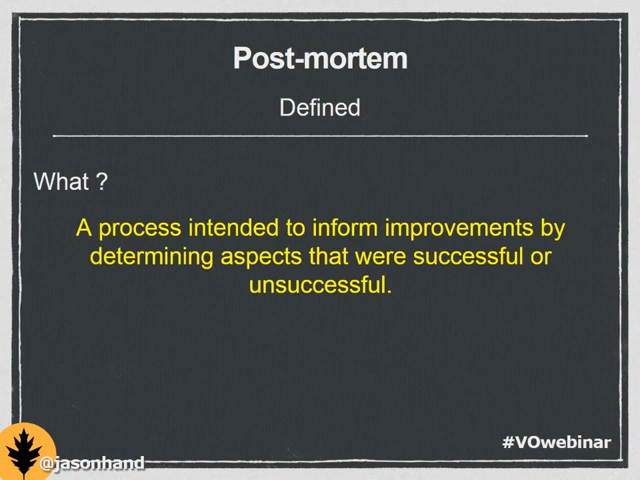 Post-mortem
Defined
What ?
A process intended to inform improvements by
determining aspects that were successful or
unsuccessful.
#VOwebinar
@jasonhand